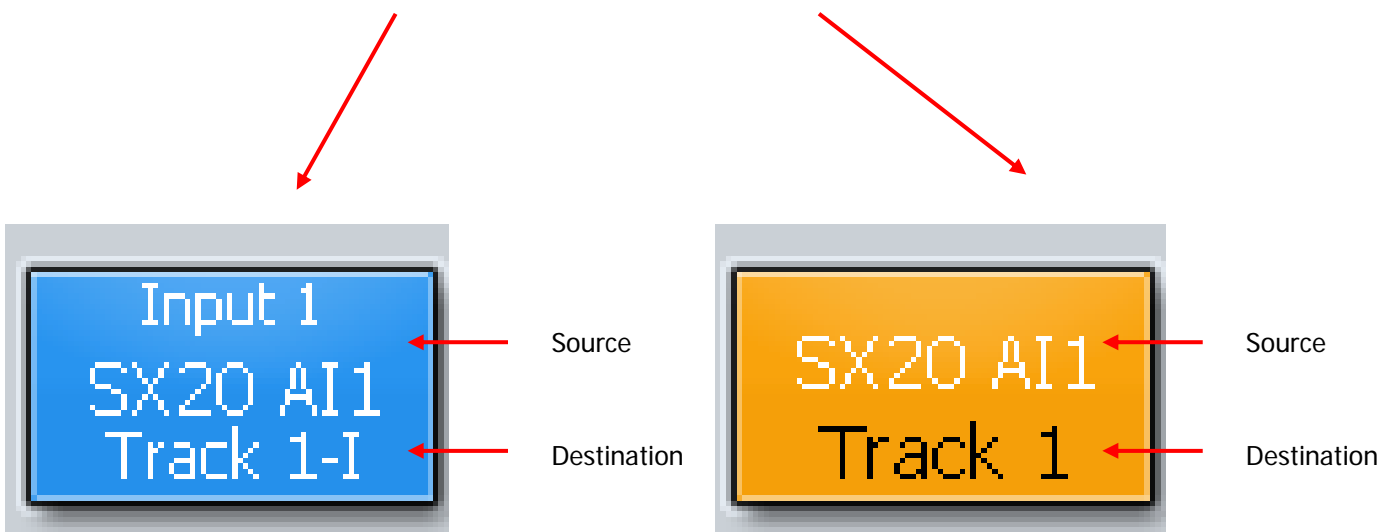 Input 1
SX20 AI1
Track 1-I
Source
Destination
SX20 AI1
Track 1
Source
Destination